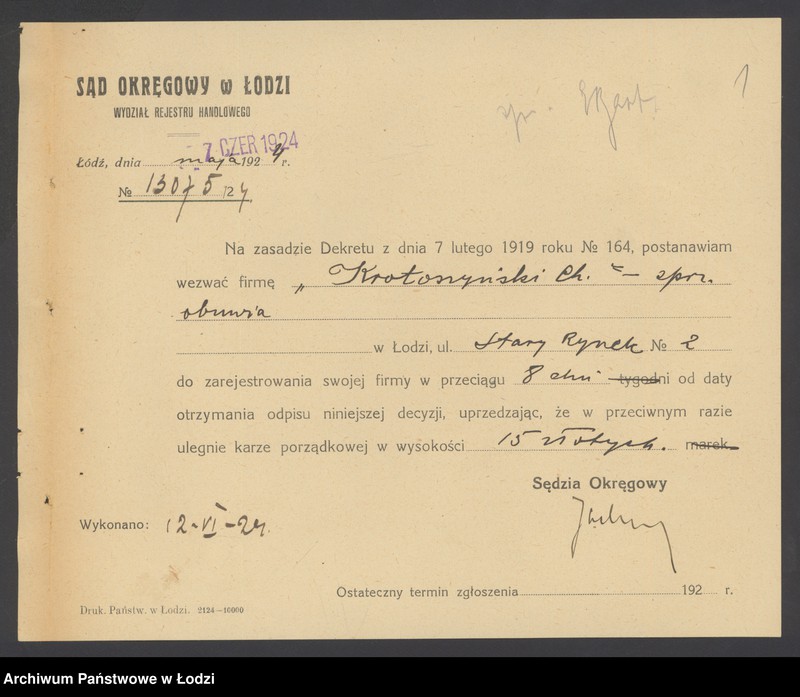 1
SĄD OKRĘGOWY w ŁODZI
WYDZIAŁ REJESTRU HANDLOWEGO
spr.
7 CZER 1924
Łódź, dnia maja 1924 r.
№ 13075/24
Na zasadzie Dekretu z dnia 7 lutego 1919 roku № 164, postanawiam
wezwać firmę „Krotoszyński Ch.“ – sprz.
obuwia
w Łodzi, ul. Stary Rynek № 2
do zarejestrowania swojej firmy w przeciągu 8 dni tygodni od daty
otrzymania odpisu niniejszej decyzji, uprzedzając, że w przeciwnym razie
ulegnie karze porządkowej w wysokości 15 złotych. marek
Sędzia Okręgowy
Wykonano: 12-VI-24.
Ostateczny termin zgłoszenia 192 r.
Druk. Państw. w Łodzi. 2124—10000
Archiwum Państwowe w Łodzi